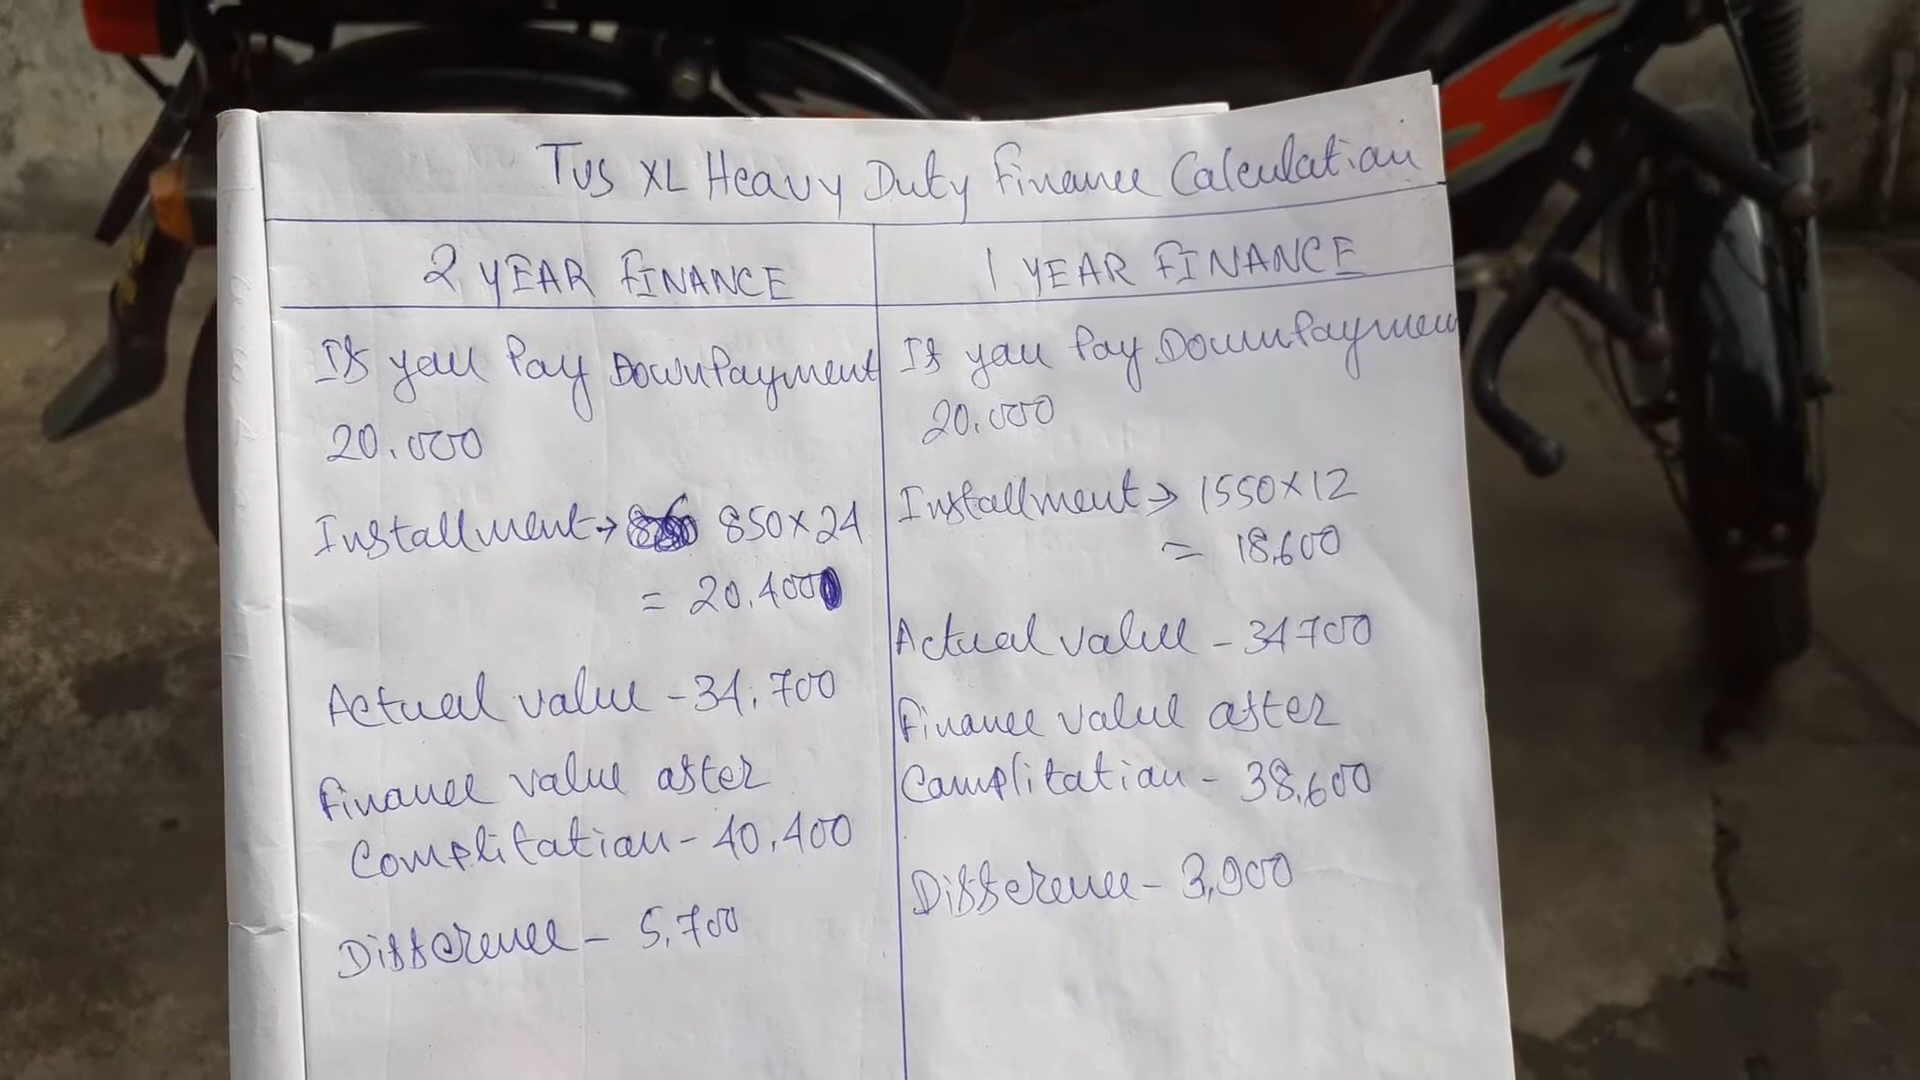 TVS XL Heavy Duty Finance Calculation
2 YEAR FINANCE
If you Pay DownPayment
20.000
Installment → 850×24
= 20.400
Actual value - 34.700
Finance value after
Complitation - 40.400
Difference - 5.700
1 YEAR FINANCE
If you Pay DownPaymen
20.000
Installment → 1550×12
= 18.600
Actual value - 34700
Finance value after
Complitation - 38.600
Difference - 3,900